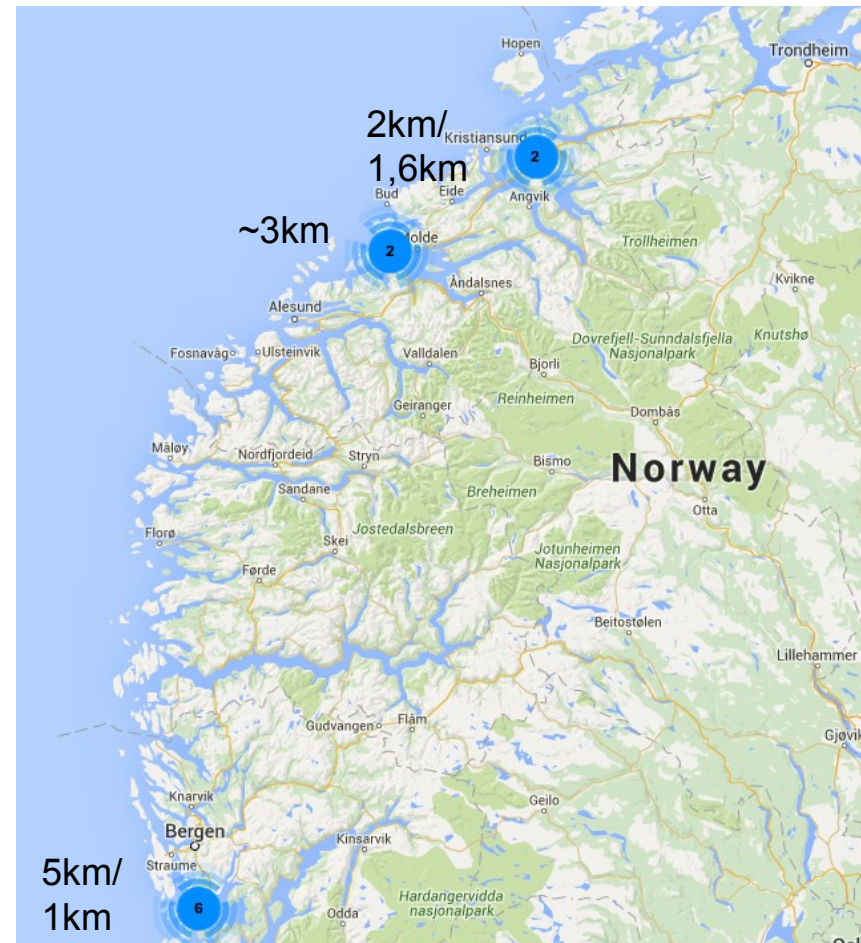 Hopen
Trondheim
2km/
1,6km
Kristiansund
2
Bud
Eide
Angvik
~3km
2
Molde
Trollheimen
Åndalsnes
Kvikne
Alesund
Dovrefjell-Sunndalsfjella
Nasjonalpark
Knutshø
Fosnavåg
Ulsteinvik
Valldalen
Bjorli
Reinheimen
Geiranger
Dombås
Måløy
Nordfjordeid
Stryn
Bismo
Norway
Sandane
Breheimen
Otta
Florø
Jostedalsbreen
Skei
Jotunheimen
Nasjonalpark
Førde
Beitostølen
Lillehammer
Gudvangen
Flåm
Gjøvik
Knarvik
Geilo
Bergen
Kinsarvik
Straume
5km/
1km
6
Odda
Hardangervidda
nasjonalpark